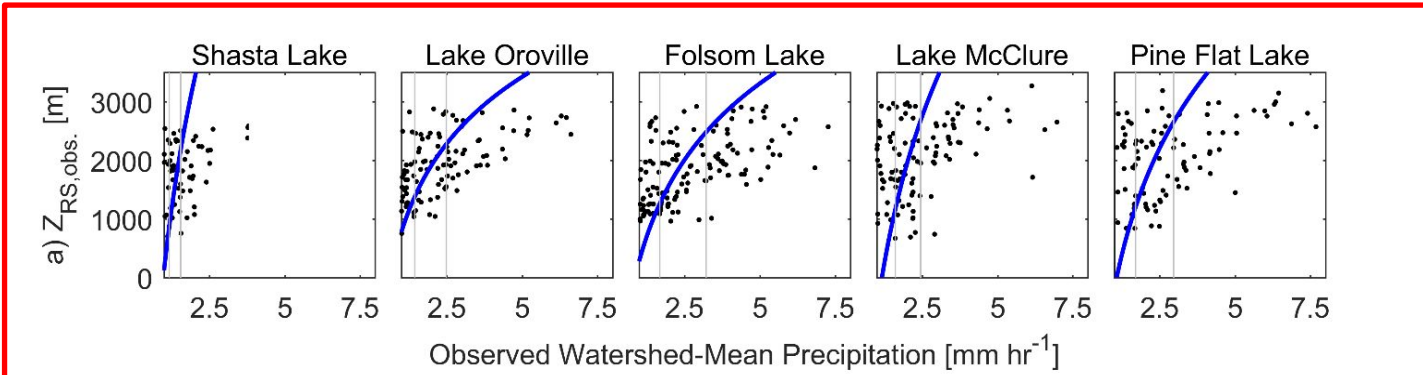 Shasta Lake Lake Oroville Folsom Lake Lake McClure Pine Flat Lake
3000
2000
1000
0
a) Z_RS,obs. [m]
2.5 5 7.5 2.5 5 7.5 2.5 5 7.5 2.5 5 7.5 2.5 5 7.5
Observed Watershed-Mean Precipitation [mm hr⁻¹]